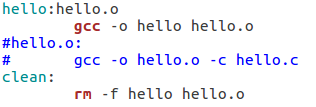 hello:hello.o
        gcc -o hello hello.o
#hello.o:
#       gcc -o hello.o -c hello.c
clean:
        rm -f hello hello.o